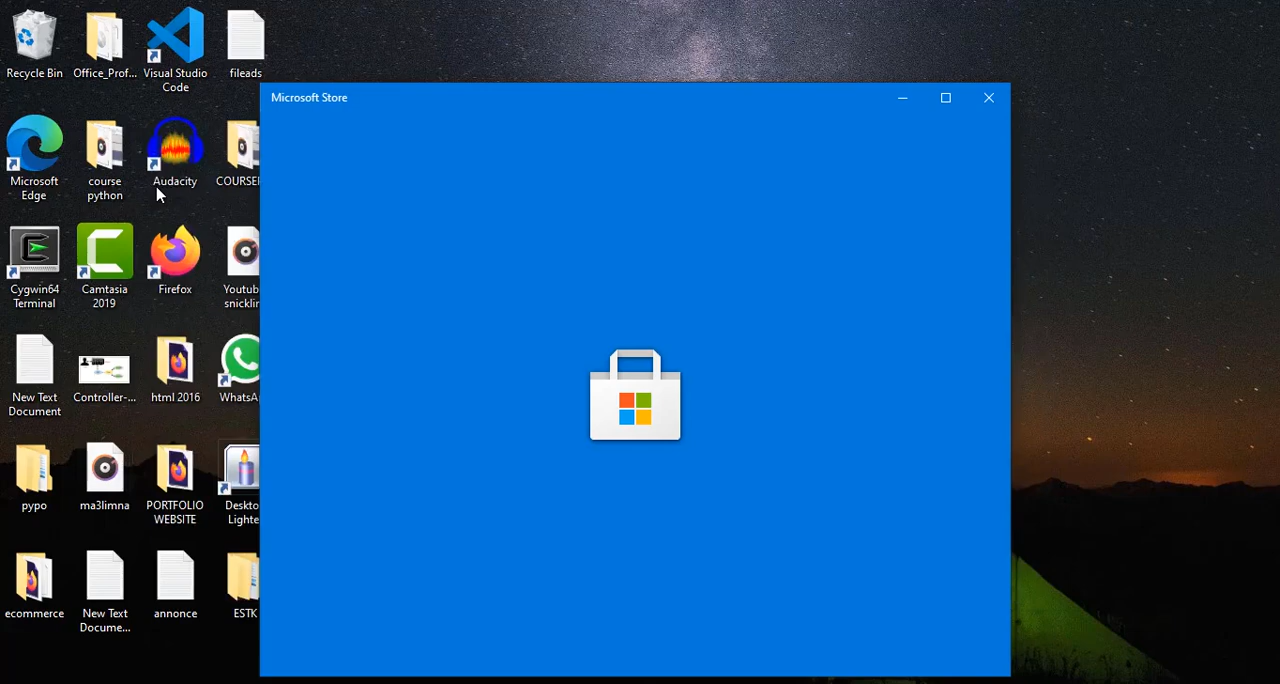 Recycle Bin
Office_Prof...
Visual Studio
Code
fileads
Microsoft Store
Microsoft
Edge
course
python
Audacity
COURSE
Cygwin64
Terminal
Camtasia
2019
Firefox
Youtub
snicklin
New Text
Document
Controller-...
html 2016
WhatsA
pypo
ma3limna
PORTFOLIO
WEBSITE
Deskto
Lighte
ecommerce
New Text
Docume...
annonce
ESTK